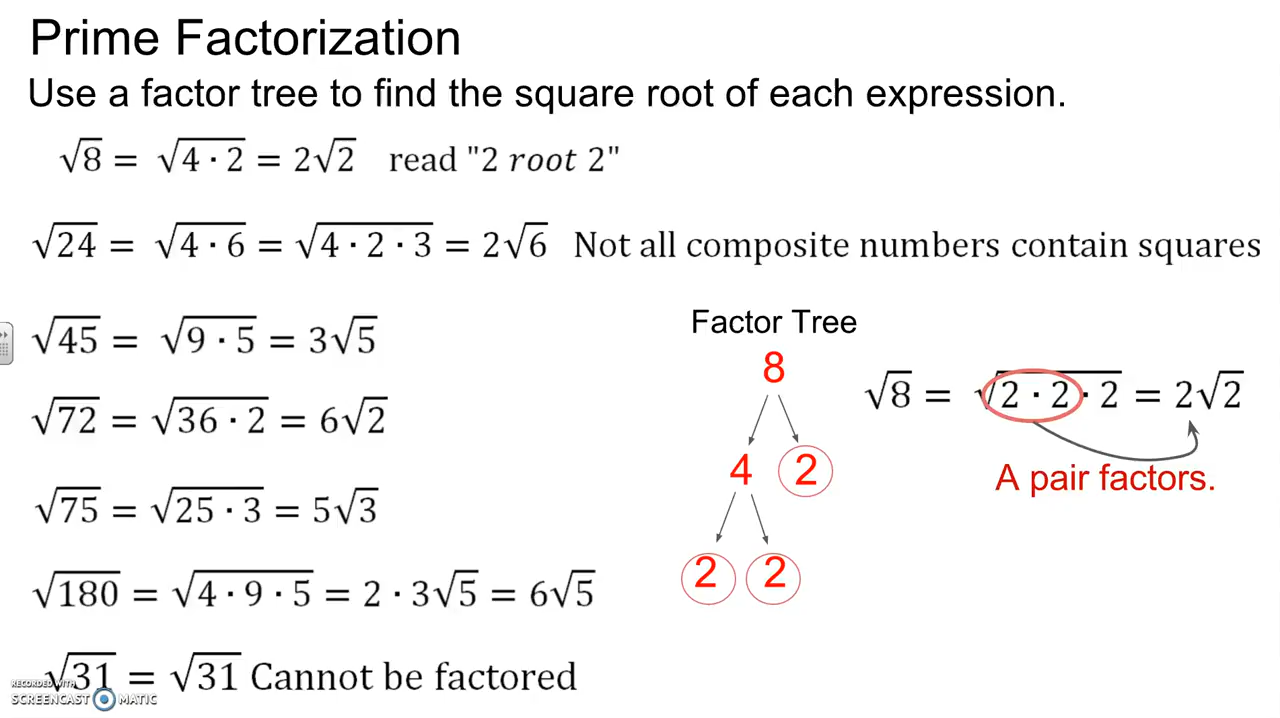 Prime Factorization
Use a factor tree to find the square root of each expression.
√8 = √4 · 2 = 2√2 read "2 root 2"
√24 = √4 · 6 = √4 · 2 · 3 = 2√6 Not all composite numbers contain squares
√45 = √9 · 5 = 3√5
√72 = √36 · 2 = 6√2
√75 = √25 · 3 = 5√3
√180 = √4 · 9 · 5 = 2 · 3√5 = 6√5
√31 = √31 Cannot be factored
Factor Tree
8
4 2
2 2
√8 = √2 · 2 · 2 = 2√2
A pair factors.
RECORDED WITH
SCREENCAST MATIC